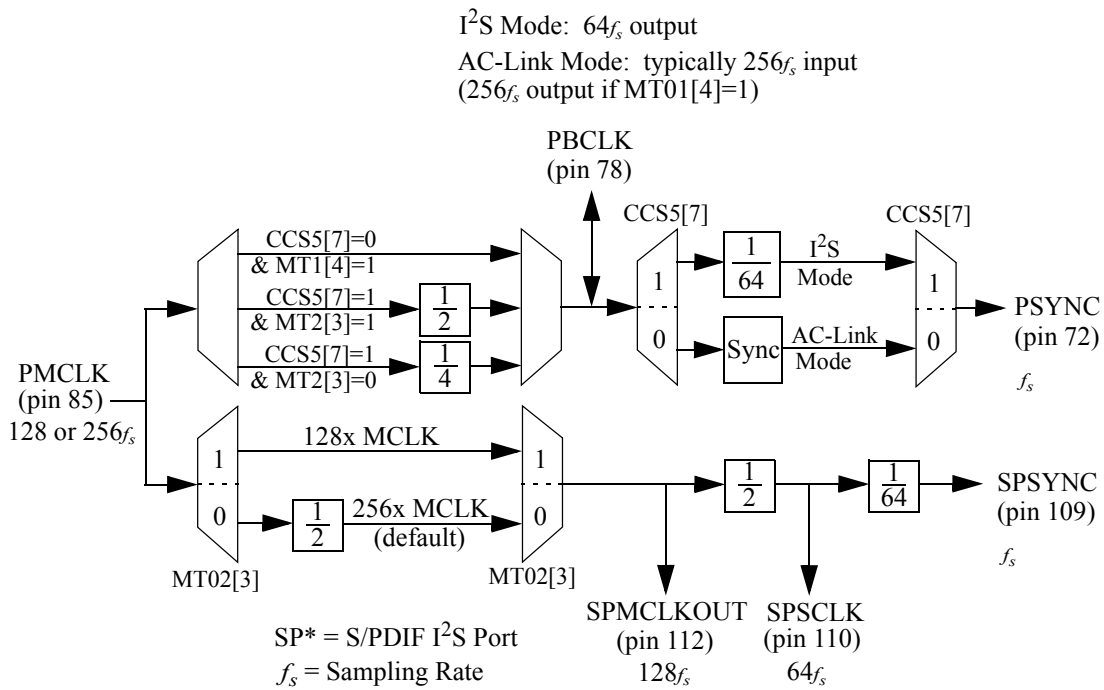 I²S Mode: 64fₛ output
AC-Link Mode: typically 256fₛ input
(256fₛ output if MT01[4]=1)
PBCLK
(pin 78)
CCS5[7]
CCS5[7]
CCS5[7]=0
& MT1[4]=1
CCS5[7]=1
& MT2[3]=1
1
2
CCS5[7]=1
& MT2[3]=0
1
4
1
0
1
64
I²S
Mode
Sync
AC-Link
Mode
1
0
PSYNC
(pin 72)
fₛ
PMCLK
(pin 85)
128 or 256fₛ
1
0
128x MCLK
1
2
256x MCLK
(default)
1
0
MT02[3]
MT02[3]
1
2
1
64
SPSYNC
(pin 109)
fₛ
SPMCLKOUT
(pin 112)
128fₛ
SPSCLK
(pin 110)
64fₛ
SP* = S/PDIF I²S Port
fₛ = Sampling Rate